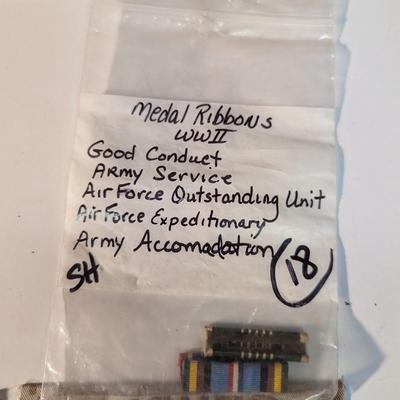 Medal Ribbons
WWII
Good Conduct
Army Service
Air Force Outstanding Unit
Air Force Expeditionary
Army Accomadation
18
SH